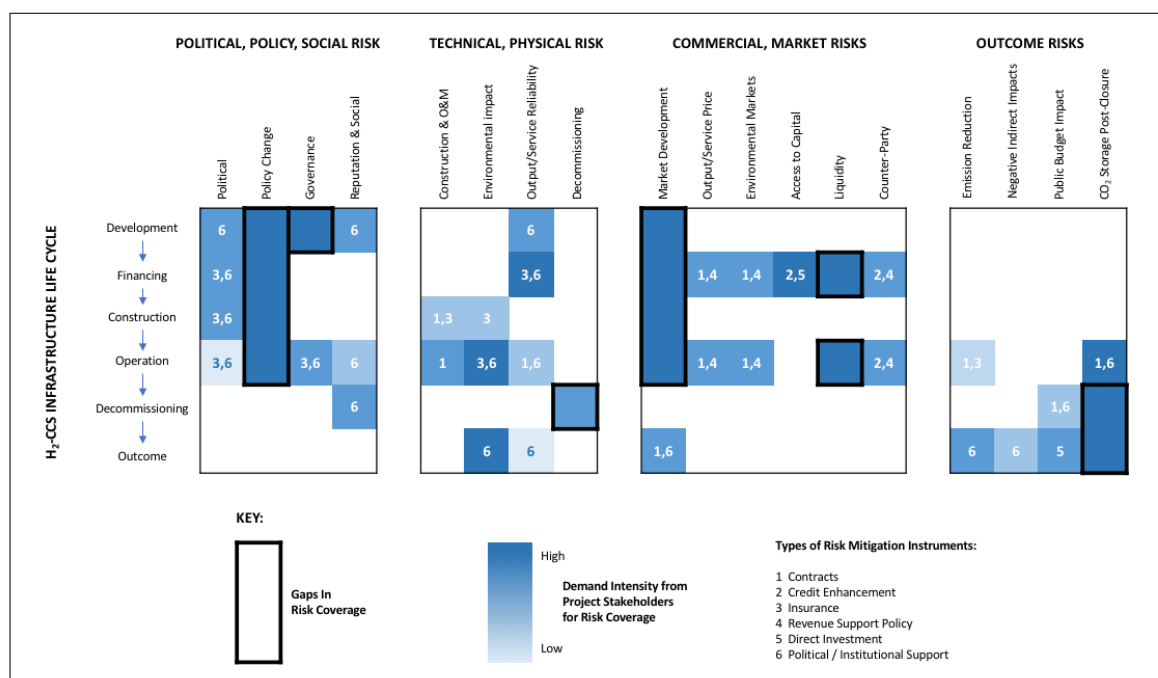 POLITICAL, POLICY, SOCIAL RISK
TECHNICAL, PHYSICAL RISK
COMMERCIAL, MARKET RISKS
OUTCOME RISKS
Political
Policy Change
Governance
Reputation & Social
Construction & O&M
Environmental impact
Output/Service Reliability
Decommissioning
Market Development
Output/Service Price
Environmental Markets
Access to Capital
Liquidity
Counter-Party
Emission Reduction
Negative Indirect Impacts
Public Budget Impact
CO₂ Storage Post-Closure
H₂-CCS INFRASTRUCTURE LIFE CYCLE
Development
6
6
6
Financing
3,6
3,6
1,4
1,4
2,5
2,4
Construction
3,6
1,3
3
Operation
3,6
3,6
6
1
3,6
1,6
1,4
1,4
2,4
1,3
1,6
Decommissioning
6
1,6
Outcome
6
6
1,6
6
6
5
KEY:
Gaps In
Risk Coverage
High
Demand Intensity from
Project Stakeholders
for Risk Coverage
Low
Types of Risk Mitigation Instruments:
1 Contracts
2 Credit Enhancement
3 Insurance
4 Revenue Support Policy
5 Direct Investment
6 Political / Institutional Support